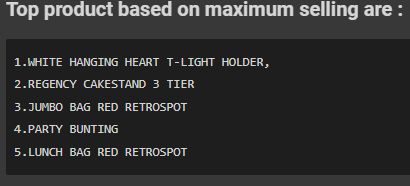 Top product based on maximum selling are :
1.WHITE HANGING HEART T-LIGHT HOLDER,
2.REGENCY CAKESTAND 3 TIER
3.JUMBO BAG RED RETROSPOT
4.PARTY BUNTING
5.LUNCH BAG RED RETROSPOT